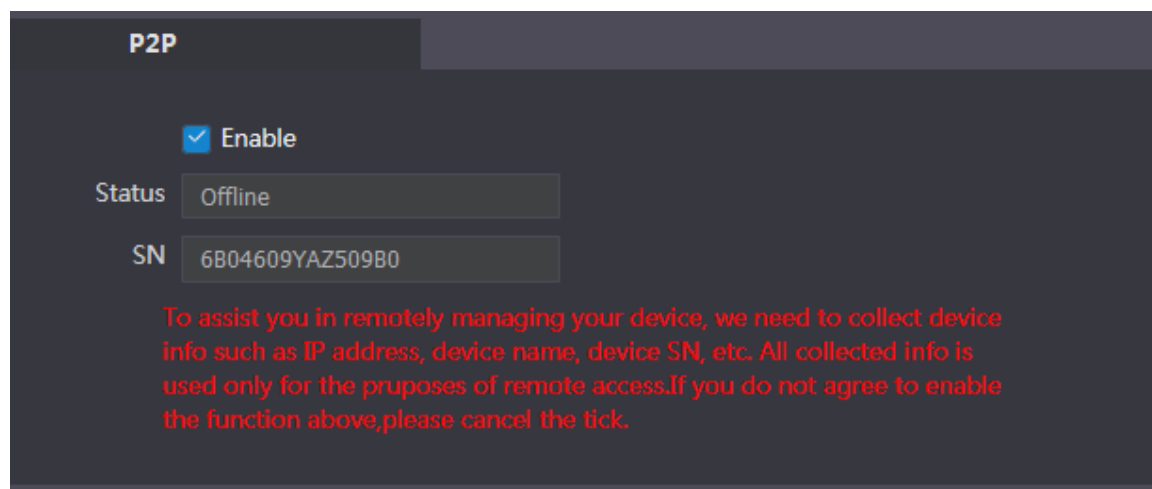 P2P
Enable
Status Offline
SN 6B04609YAZ509B0
To assist you in remotely managing your device, we need to collect device
info such as IP address, device name, device SN, etc. All collected info is
used only for the pruposes of remote access.If you do not agree to enable
the function above,please cancel the tick.